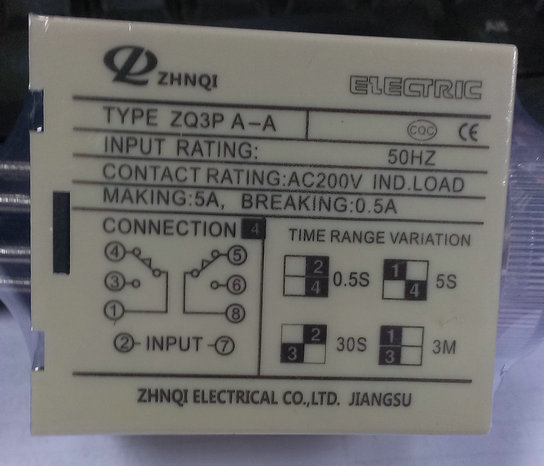 ZHNQI
ELECTRIC
TYPE ZQ3P A-A
CQC CE
INPUT RATING: 50HZ
CONTACT RATING:AC200V IND.LOAD
MAKING:5A, BREAKING:0.5A
CONNECTION 4
TIME RANGE VARIATION
4 5
3 6
1 8
2 INPUT 7
2 4 0.5S
1 4 5S
2 3 30S
1 3 3M
ZHNQI ELECTRICAL CO.,LTD. JIANGSU